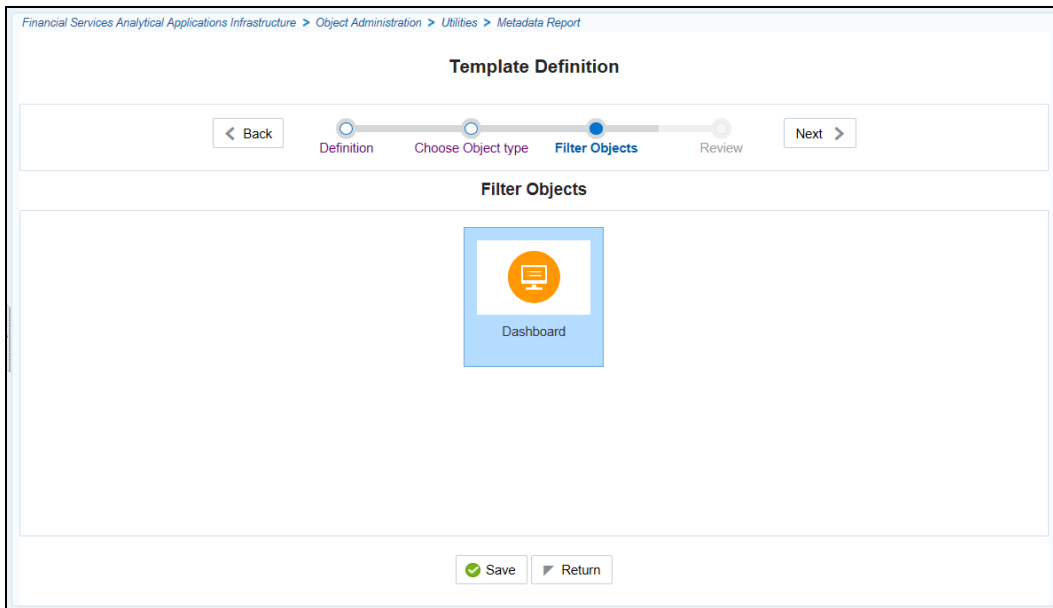 Financial Services Analytical Applications Infrastructure > Object Administration > Utilities > Metadata Report
Template Definition
Back
Definition
Choose Object type
Filter Objects
Review
Next
Filter Objects
Dashboard
Save
Return